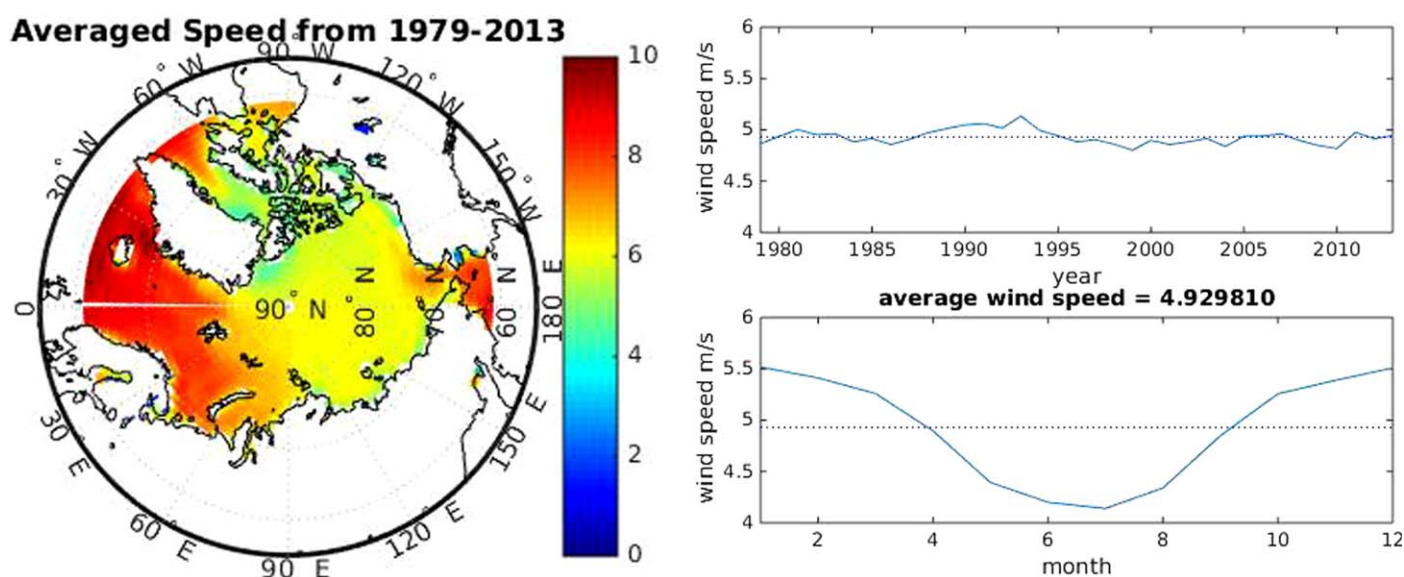 Averaged Speed from 1979-2013
90° W
60° W
120° W
30° W
150° W
0
90° N
80° N
70° N
60° N
180° E
30° E
60° E
90° E
120° E
150° E
10
8
6
4
2
0
6
5.5
5
4.5
4
wind speed m/s
1980 1985 1990 1995 2000 2005 2010
year
average wind speed = 4.929810
6
5.5
5
4.5
4
wind speed m/s
2 4 6 8 10 12
month